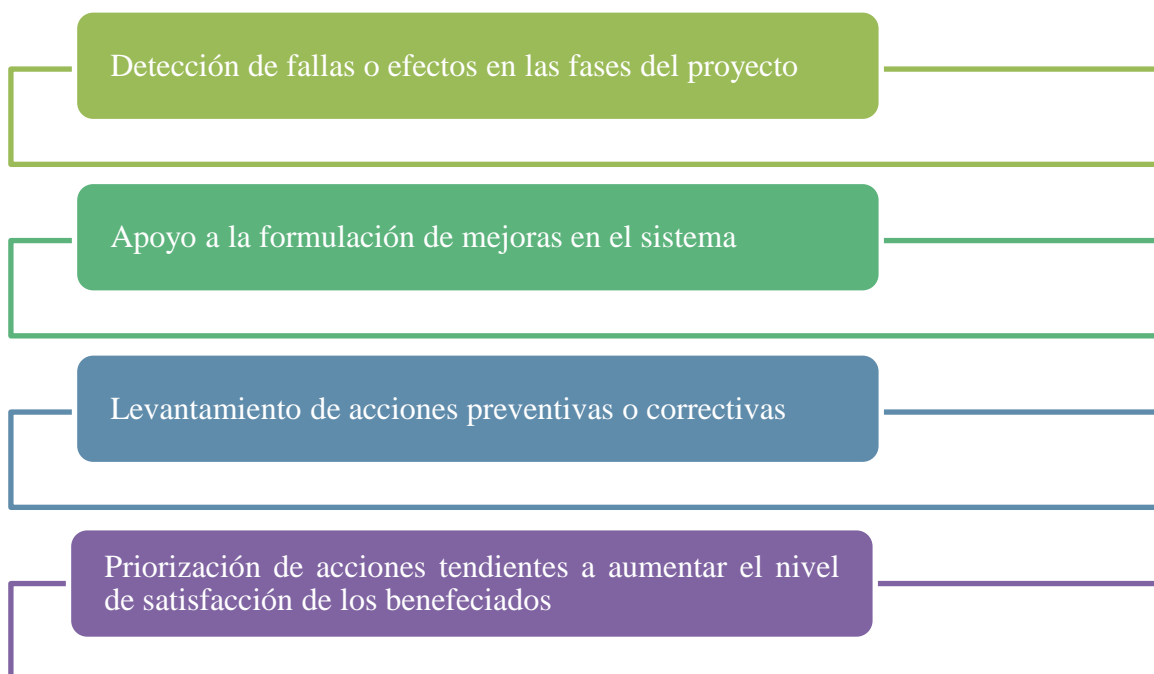 Detección de fallas o efectos en las fases del proyecto
Apoyo a la formulación de mejoras en el sistema
Levantamiento de acciones preventivas o correctivas
Priorización de acciones tendientes a aumentar el nivel
de satisfacción de los benefeciados